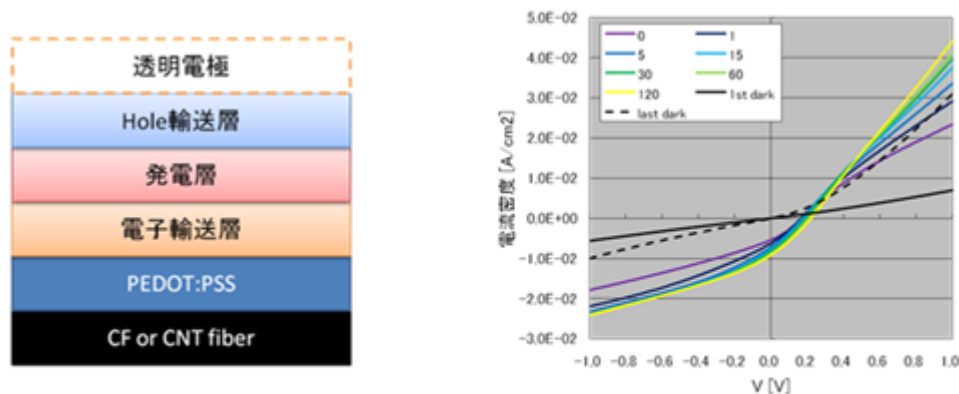 透明電極
Hole輸送層
発電層
電子輸送層
PEDOT:PSS
CF or CNT fiber
電流密度 [A/cm2]
5.0E-02
4.0E-02
3.0E-02
2.0E-02
1.0E-02
0.0E+00
-1.0E-02
-2.0E-02
-3.0E-02
0
1
5
15
30
60
120
1st dark
last dark
-1.0 -0.8 -0.6 -0.4 -0.2 0.0 0.2 0.4 0.6 0.8 1.0
V [V]